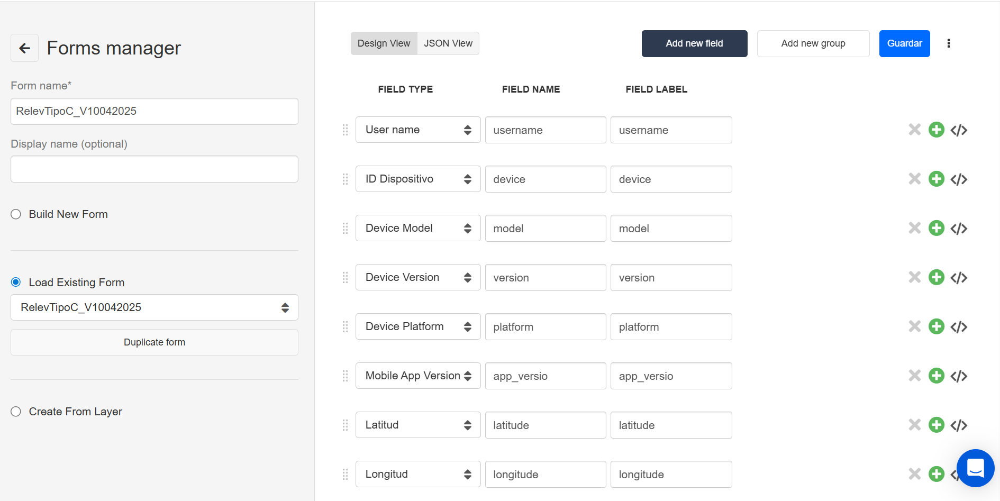 Forms manager
Form name*
RelevTipoC_V10042025
Display name (optional)
Build New Form
Load Existing Form
RelevTipoC_V10042025
Duplicate form
Create From Layer
Design View JSON View Add new field Add new group Guardar
FIELD TYPE FIELD NAME FIELD LABEL
User name username username
ID Dispositivo device device
Device Model model model
Device Version version version
Device Platform platform platform
Mobile App Version app_versio app_versio
Latitud latitude latitude
Longitud longitude longitude